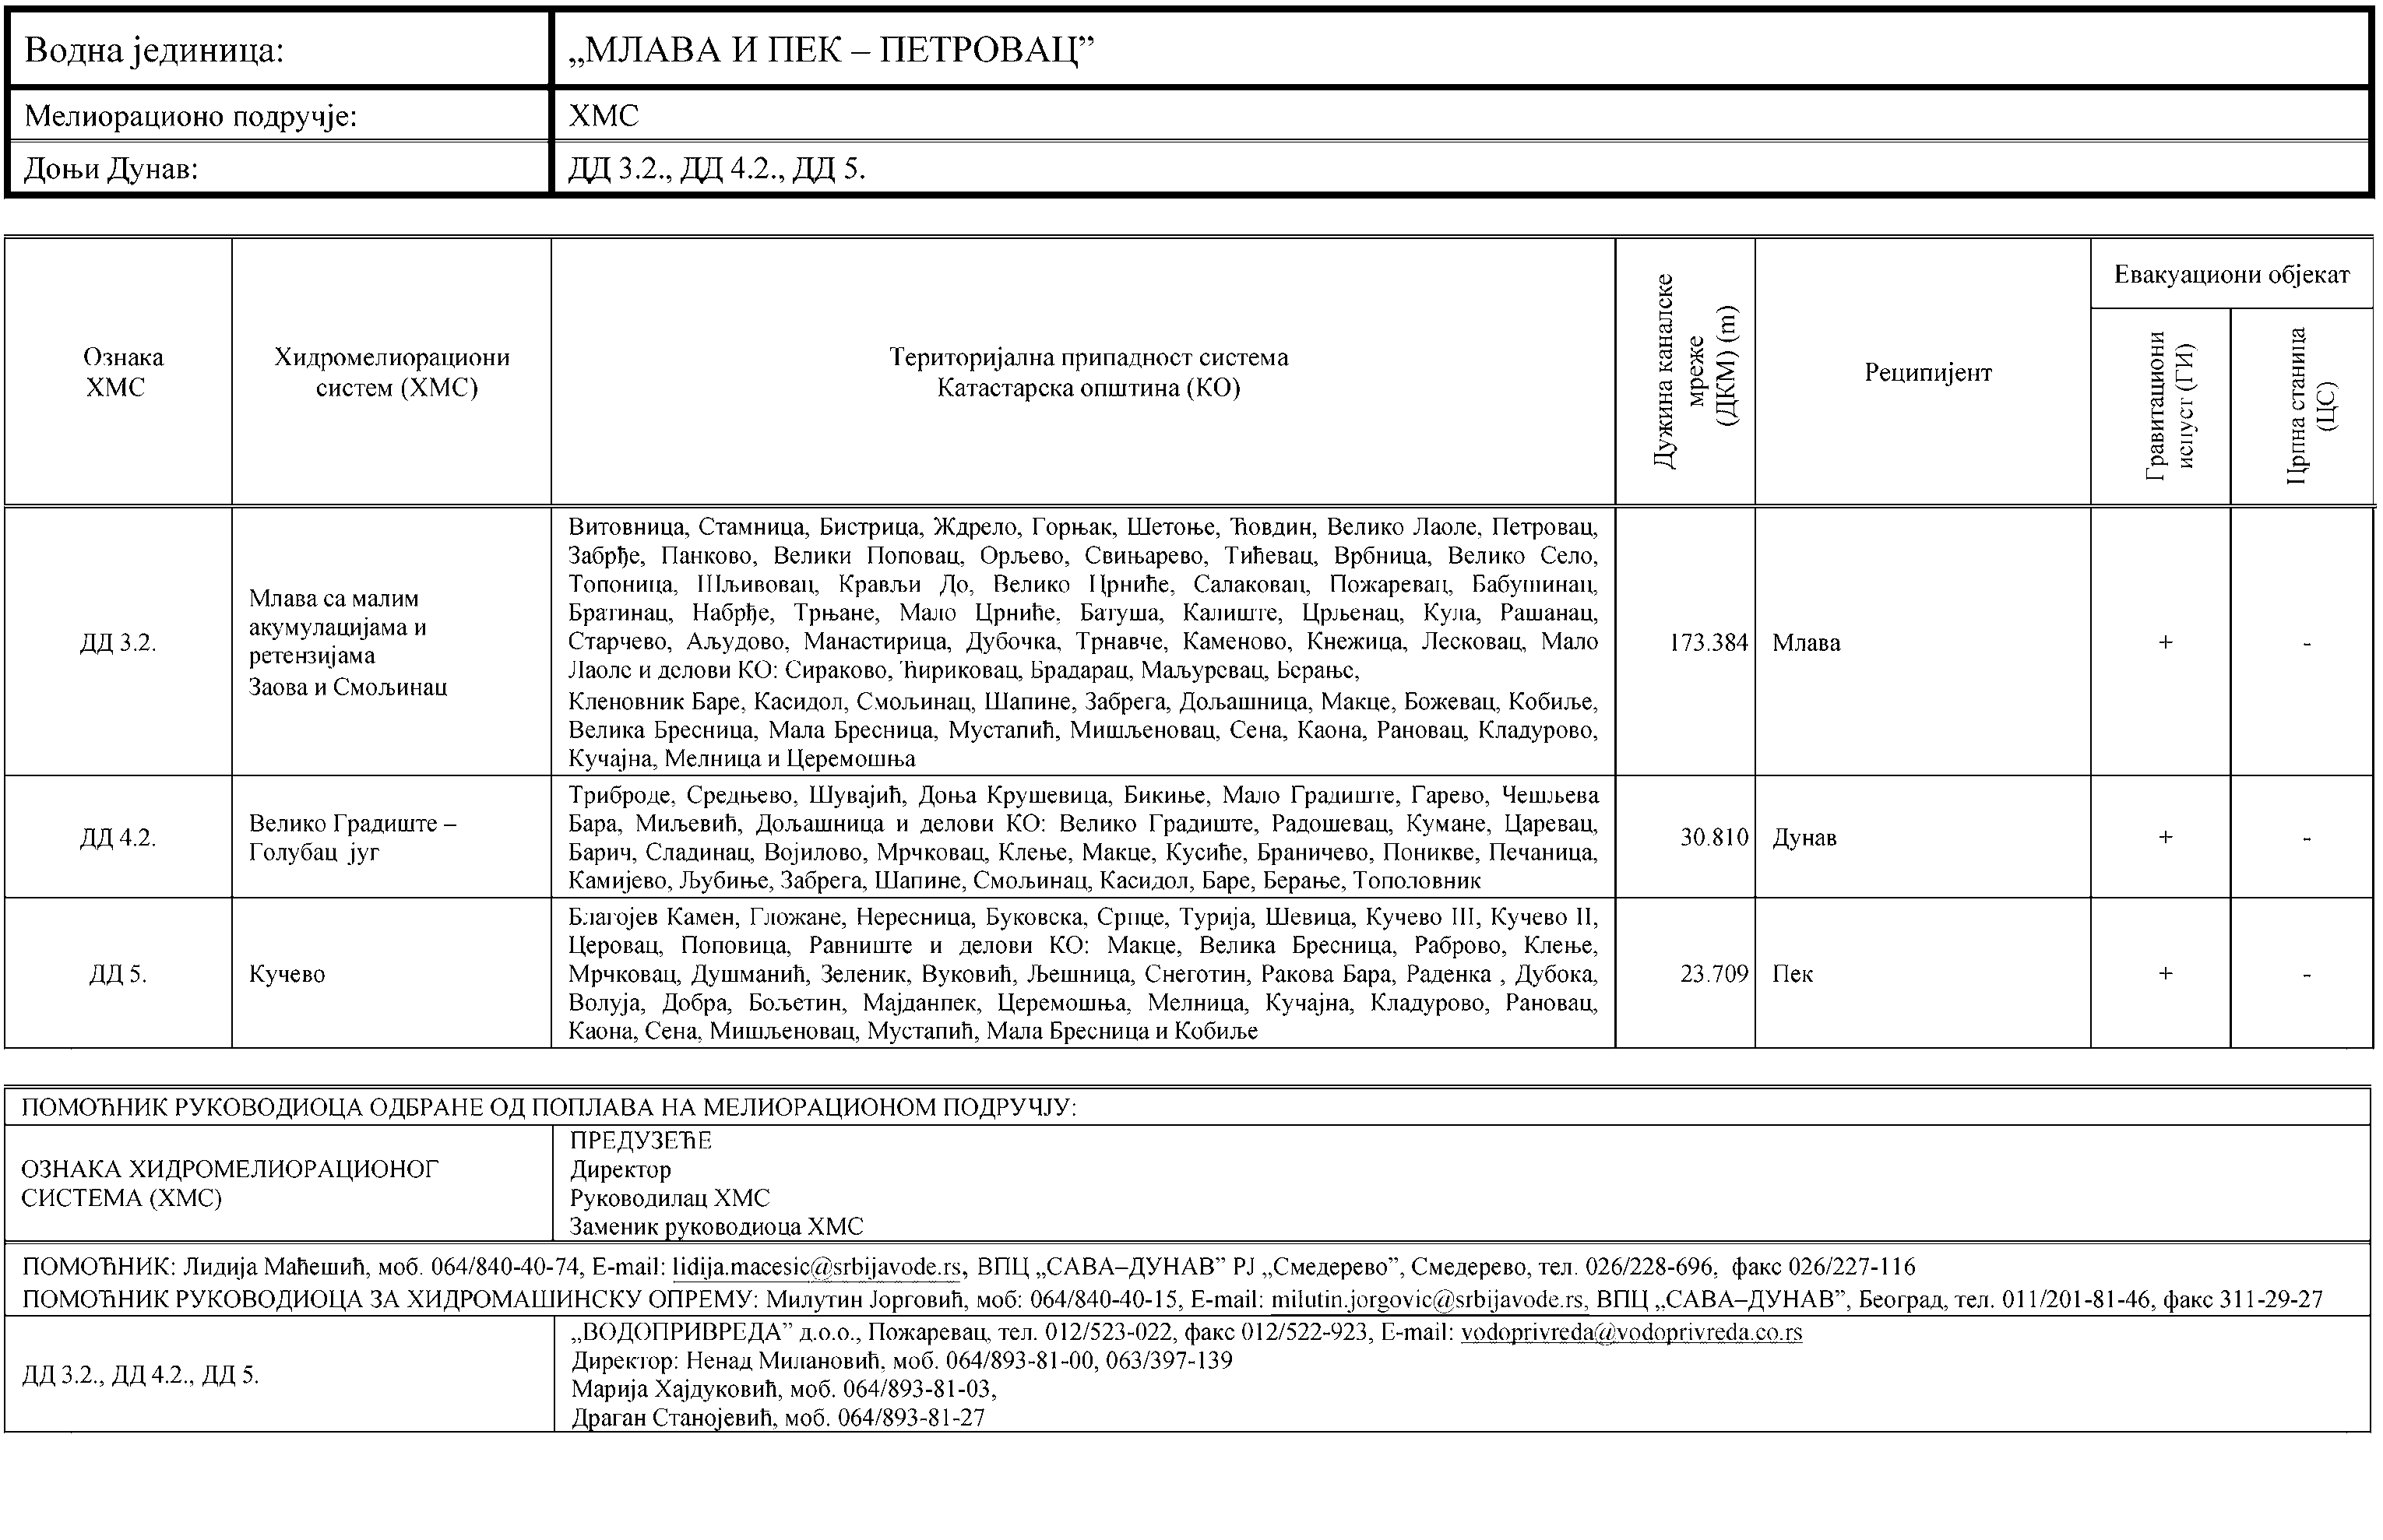 Водна јединица:
„МЛАВА И ПЕК – ПЕТРОВАЦ”
Мелиорационо подручје:
ХМС
Доњи Дунав:
ДД 3.2., ДД 4.2., ДД 5.
Ознака
ХМС
Хидромелиорациони
систем (ХМС)
Територијална припадност система
Катастарска општина (КО)
Дужина каналске
мреже
(ДКМ) (m)
Реципијент
Евакуациони објекат
Гравитациони
испуст (ГИ)
Црпна станица
(ЦС)
ДД 3.2.
Млава са малим
акумулацијама и
ретензијама
Заова и Смољинац
Витовница, Стамница, Бистрица, Ждрело, Горњак, Шетоње, Ћовдин, Велико Лаоле, Петровац,
Забрђе, Панково, Велики Поповац, Орљево, Свињарево, Тићевац, Врбница, Велико Село,
Топоница, Шљивовац, Крављи До, Велико Црниће, Салаковац, Пожаревац, Бабушинац,
Братинац, Набрђе, Трњане, Мало Црниће, Батуша, Калиште, Црљенац, Кула, Рашанац,
Старчево, Аљудово, Манастирица, Дубочка, Трнавче, Каменово, Кнежица, Лесковац, Мало
Лаоле и делови КО: Сираково, Ћириковац, Брадарац, Маљуревац, Берање,
Кленовник Баре, Касидол, Смољинац, Шапине, Забрега, Дољашница, Макце, Божевац, Кобиље,
Велика Бресница, Мала Бресница, Мустапић, Мишљеновац, Сена, Каона, Рановац, Кладурово,
Кучајна, Мелница и Церемошња
173.384
Млава
+
-
ДД 4.2.
Велико Градиште –
Голубац југ
Триброде, Средњево, Шувајић, Доња Крушевица, Бикиње, Мало Градиште, Гарево, Чешљева
Бара, Миљевић, Дољашница и делови КО: Велико Градиште, Радошевац, Кумане, Царевац,
Барич, Сладинац, Војилово, Мрчковац, Клење, Макце, Кусиће, Браничево, Поникве, Печаница,
Камијево, Љубиње, Забрега, Шапине, Смољинац, Касидол, Баре, Берање, Тополовник
30.810
Дунав
+
-
ДД 5.
Кучево
Благојев Камен, Гложане, Нересница, Буковска, Српце, Турија, Шевица, Кучево III, Кучево II,
Церовац, Поповица, Равниште и делови КО: Макце, Велика Бресница, Раброво, Клење,
Мрчковац, Душманић, Зеленик, Вуковић, Љешница, Снеготин, Ракова Бара, Раденка , Дубока,
Волуја, Добра, Бољетин, Мајданпек, Церемошња, Мелница, Кучајна, Кладурово, Рановац,
Каона, Сена, Мишљеновац, Мустапић, Мала Бресница и Кобиље
23.709
Пек
+
-
ПОМОЋНИК РУКОВОДИОЦА ОДБРАНЕ ОД ПОПЛАВА НА МЕЛИОРАЦИОНОМ ПОДРУЧЈУ:
ОЗНАКА ХИДРОМЕЛИОРАЦИОНОГ
СИСТЕМА (ХМС)
ПРЕДУЗЕЋЕ
Директор
Руководилац ХМС
Заменик руководиоца ХМС
ПОМОЋНИК: Лидија Маћешић, моб. 064/840-40-74, E-mail: lidija.macesic@srbijavode.rs, ВПЦ „САВА–ДУНАВ” РЈ „Смедерево”, Смедерево, тел. 026/228-696, факс 026/227-116
ПОМОЋНИК РУКОВОДИОЦА ЗА ХИДРОМАШИНСКУ ОПРЕМУ: Милутин Јорговић, моб: 064/840-40-15, E-mail: milutin.jorgovic@srbijavode.rs, ВПЦ „САВА–ДУНАВ”, Београд, тел. 011/201-81-46, факс 311-29-27
ДД 3.2., ДД 4.2., ДД 5.
„ВОДОПРИВРЕДА” д.о.о., Пожаревац, тел. 012/523-022, факс 012/522-923, E-mail: vodoprivreda@vodoprivreda.co.rs
Директор: Ненад Милановић, моб. 064/893-81-00, 063/397-139
Марија Хајдуковић, моб. 064/893-81-03,
Драган Станојевић, моб. 064/893-81-27